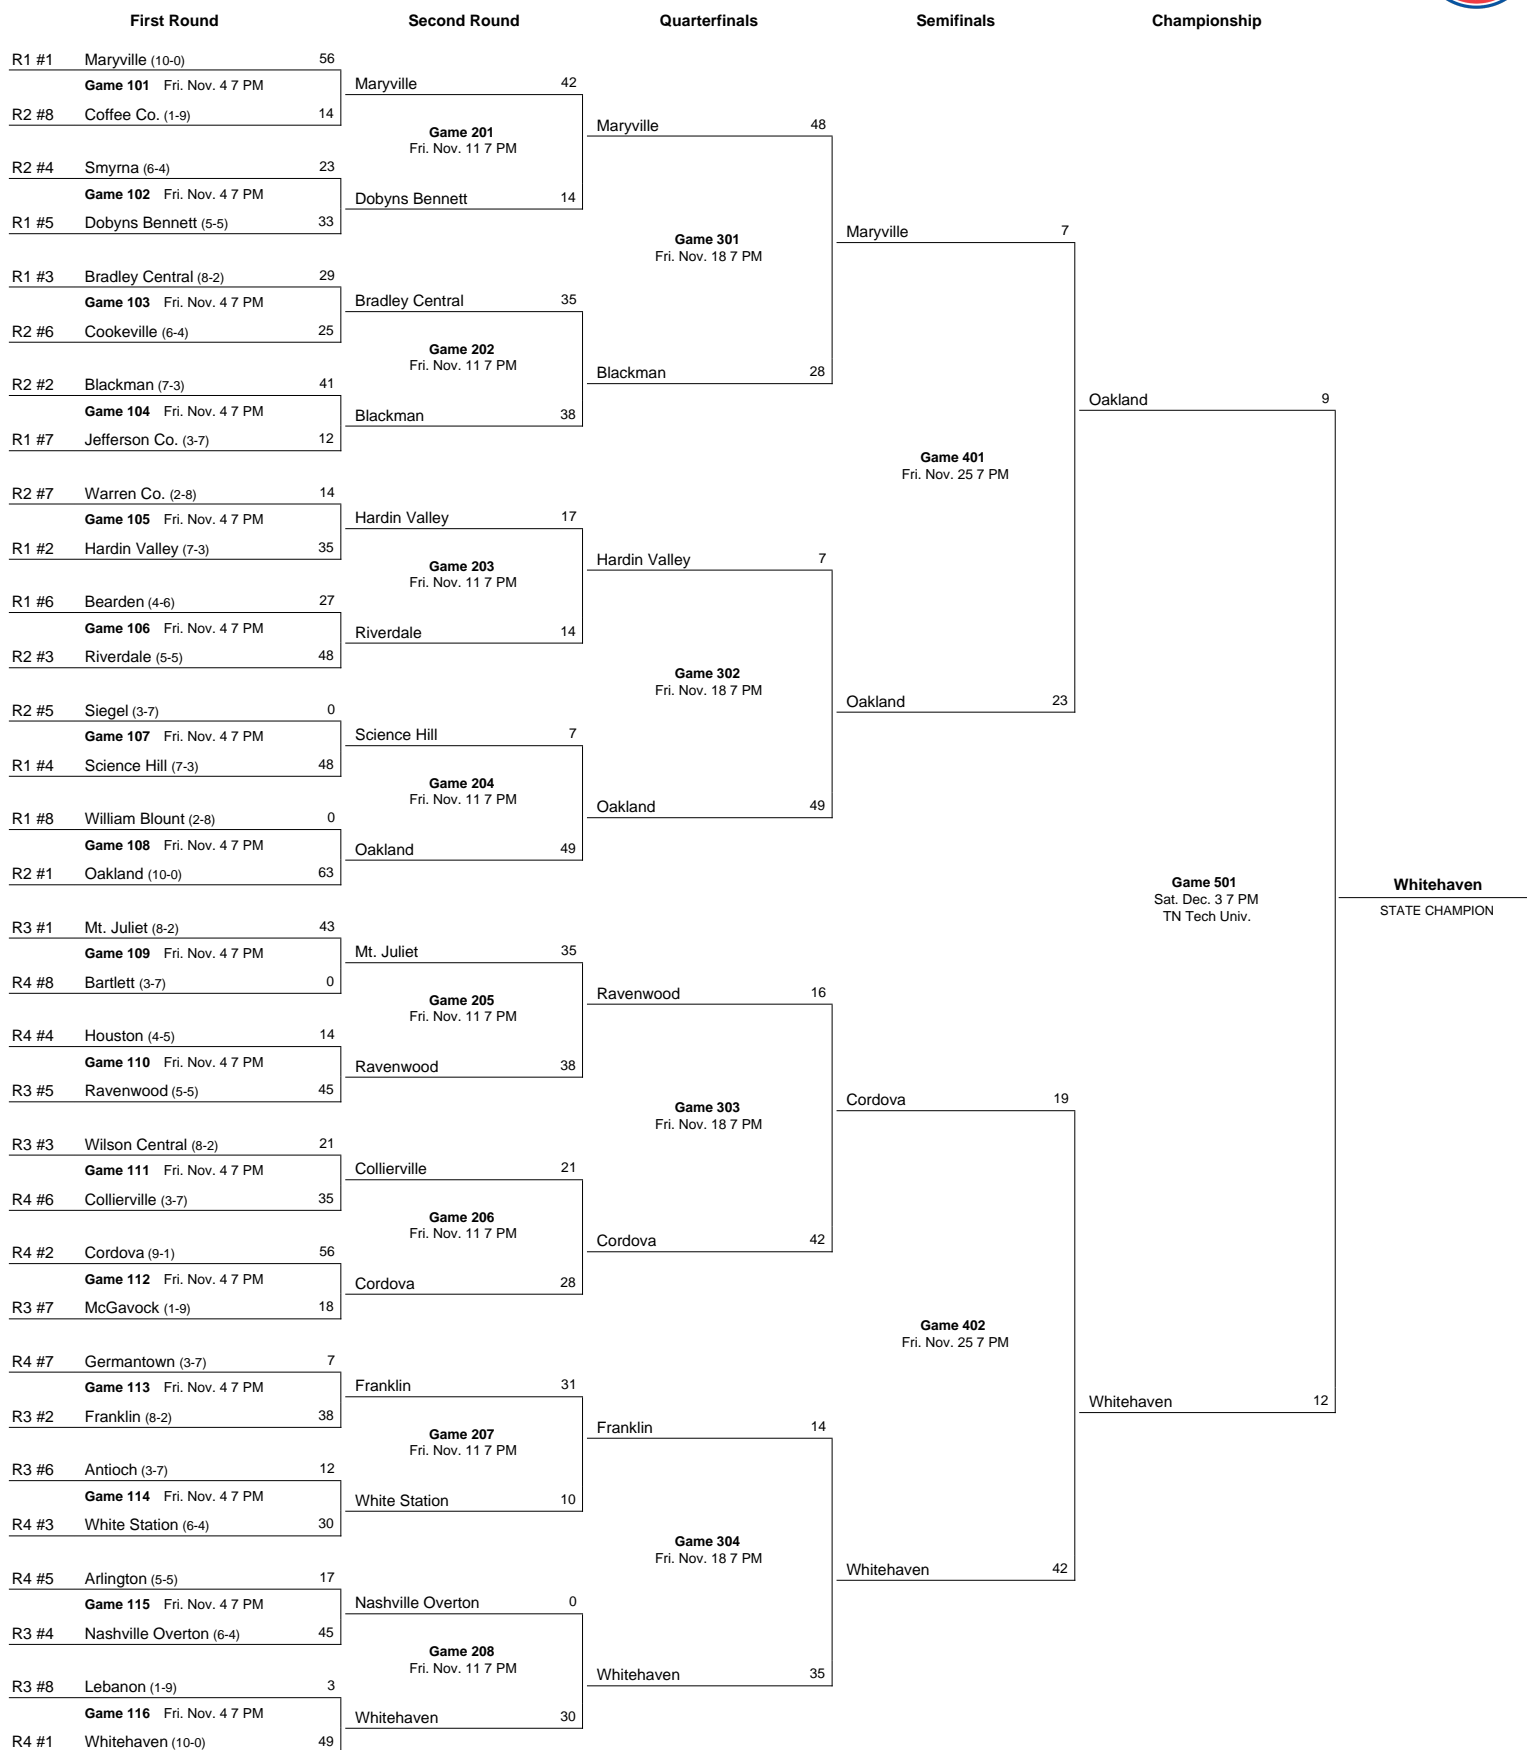 First Round
Second Round
Quarterfinals
Semifinals
Championship
R1 #1 Maryville (10-0) 56
Game 101 Fri. Nov. 4 7 PM
R2 #8 Coffee Co. (1-9) 14
R2 #4 Smyrna (6-4) 23
Game 102 Fri. Nov. 4 7 PM
R1 #5 Dobyns Bennett (5-5) 33
R1 #3 Bradley Central (8-2) 29
Game 103 Fri. Nov. 4 7 PM
R2 #6 Cookeville (6-4) 25
R2 #2 Blackman (7-3) 41
Game 104 Fri. Nov. 4 7 PM
R1 #7 Jefferson Co. (3-7) 12
R2 #7 Warren Co. (2-8) 14
Game 105 Fri. Nov. 4 7 PM
R1 #2 Hardin Valley (7-3) 35
R1 #6 Bearden (4-6) 27
Game 106 Fri. Nov. 4 7 PM
R2 #3 Riverdale (5-5) 48
R2 #5 Siegel (3-7) 0
Game 107 Fri. Nov. 4 7 PM
R1 #4 Science Hill (7-3) 48
R1 #8 William Blount (2-8) 0
Game 108 Fri. Nov. 4 7 PM
R2 #1 Oakland (10-0) 63
R3 #1 Mt. Juliet (8-2) 43
Game 109 Fri. Nov. 4 7 PM
R4 #8 Bartlett (3-7) 0
R4 #4 Houston (4-5) 14
Game 110 Fri. Nov. 4 7 PM
R3 #5 Ravenwood (5-5) 45
R3 #3 Wilson Central (8-2) 21
Game 111 Fri. Nov. 4 7 PM
R4 #6 Collierville (3-7) 35
R4 #2 Cordova (9-1) 56
Game 112 Fri. Nov. 4 7 PM
R3 #7 McGavock (1-9) 18
R4 #7 Germantown (3-7) 7
Game 113 Fri. Nov. 4 7 PM
R3 #2 Franklin (8-2) 38
R3 #6 Antioch (3-7) 12
Game 114 Fri. Nov. 4 7 PM
R4 #3 White Station (6-4) 30
R4 #5 Arlington (5-5) 17
Game 115 Fri. Nov. 4 7 PM
R3 #4 Nashville Overton (6-4) 45
R3 #8 Lebanon (1-9) 3
Game 116 Fri. Nov. 4 7 PM
R4 #1 Whitehaven (10-0) 49
Maryville 42
Game 201
Fri. Nov. 11 7 PM
Dobyns Bennett 14
Bradley Central 35
Game 202
Fri. Nov. 11 7 PM
Blackman 38
Hardin Valley 17
Game 203
Fri. Nov. 11 7 PM
Riverdale 14
Science Hill 7
Game 204
Fri. Nov. 11 7 PM
Oakland 49
Mt. Juliet 35
Game 205
Fri. Nov. 11 7 PM
Ravenwood 38
Collierville 21
Game 206
Fri. Nov. 11 7 PM
Cordova 28
Franklin 31
Game 207
Fri. Nov. 11 7 PM
White Station 10
Nashville Overton 0
Game 208
Fri. Nov. 11 7 PM
Whitehaven 30
Maryville 48
Game 301
Fri. Nov. 18 7 PM
Blackman 28
Hardin Valley 7
Game 302
Fri. Nov. 18 7 PM
Oakland 49
Ravenwood 16
Game 303
Fri. Nov. 18 7 PM
Cordova 42
Franklin 14
Game 304
Fri. Nov. 18 7 PM
Whitehaven 35
Maryville 7
Game 401
Fri. Nov. 25 7 PM
Oakland 23
Cordova 19
Game 402
Fri. Nov. 25 7 PM
Whitehaven 42
Oakland 9
Game 501
Sat. Dec. 3 7 PM
TN Tech Univ.
Whitehaven 12
Whitehaven
STATE CHAMPION